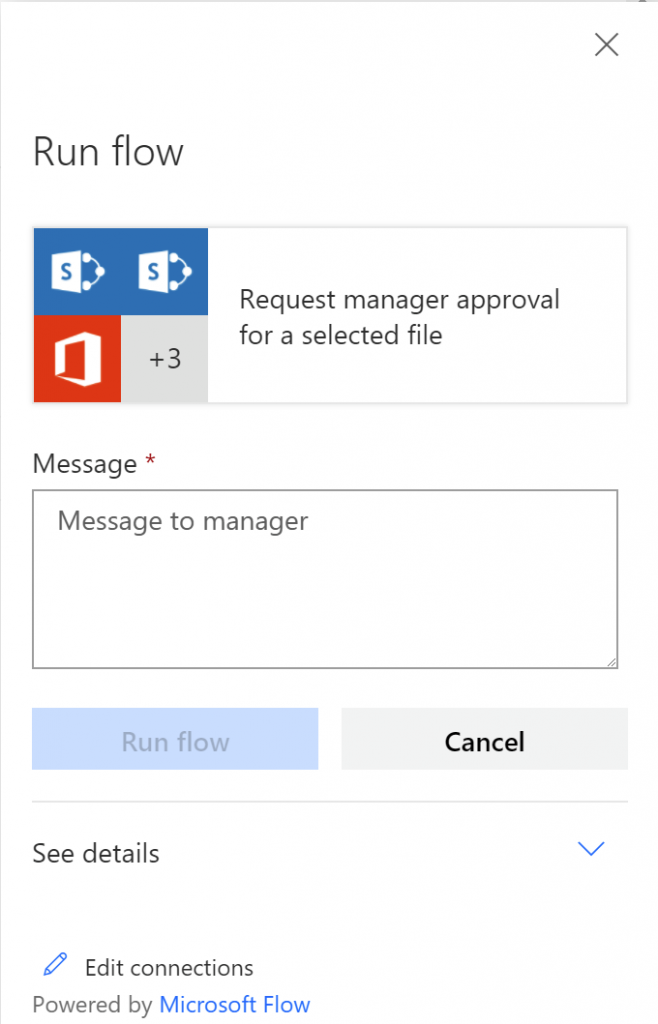 Run flow
S
S
+3
Request manager approval
for a selected file
Message *
Message to manager
Run flow
Cancel
See details
Edit connections
Powered by Microsoft Flow